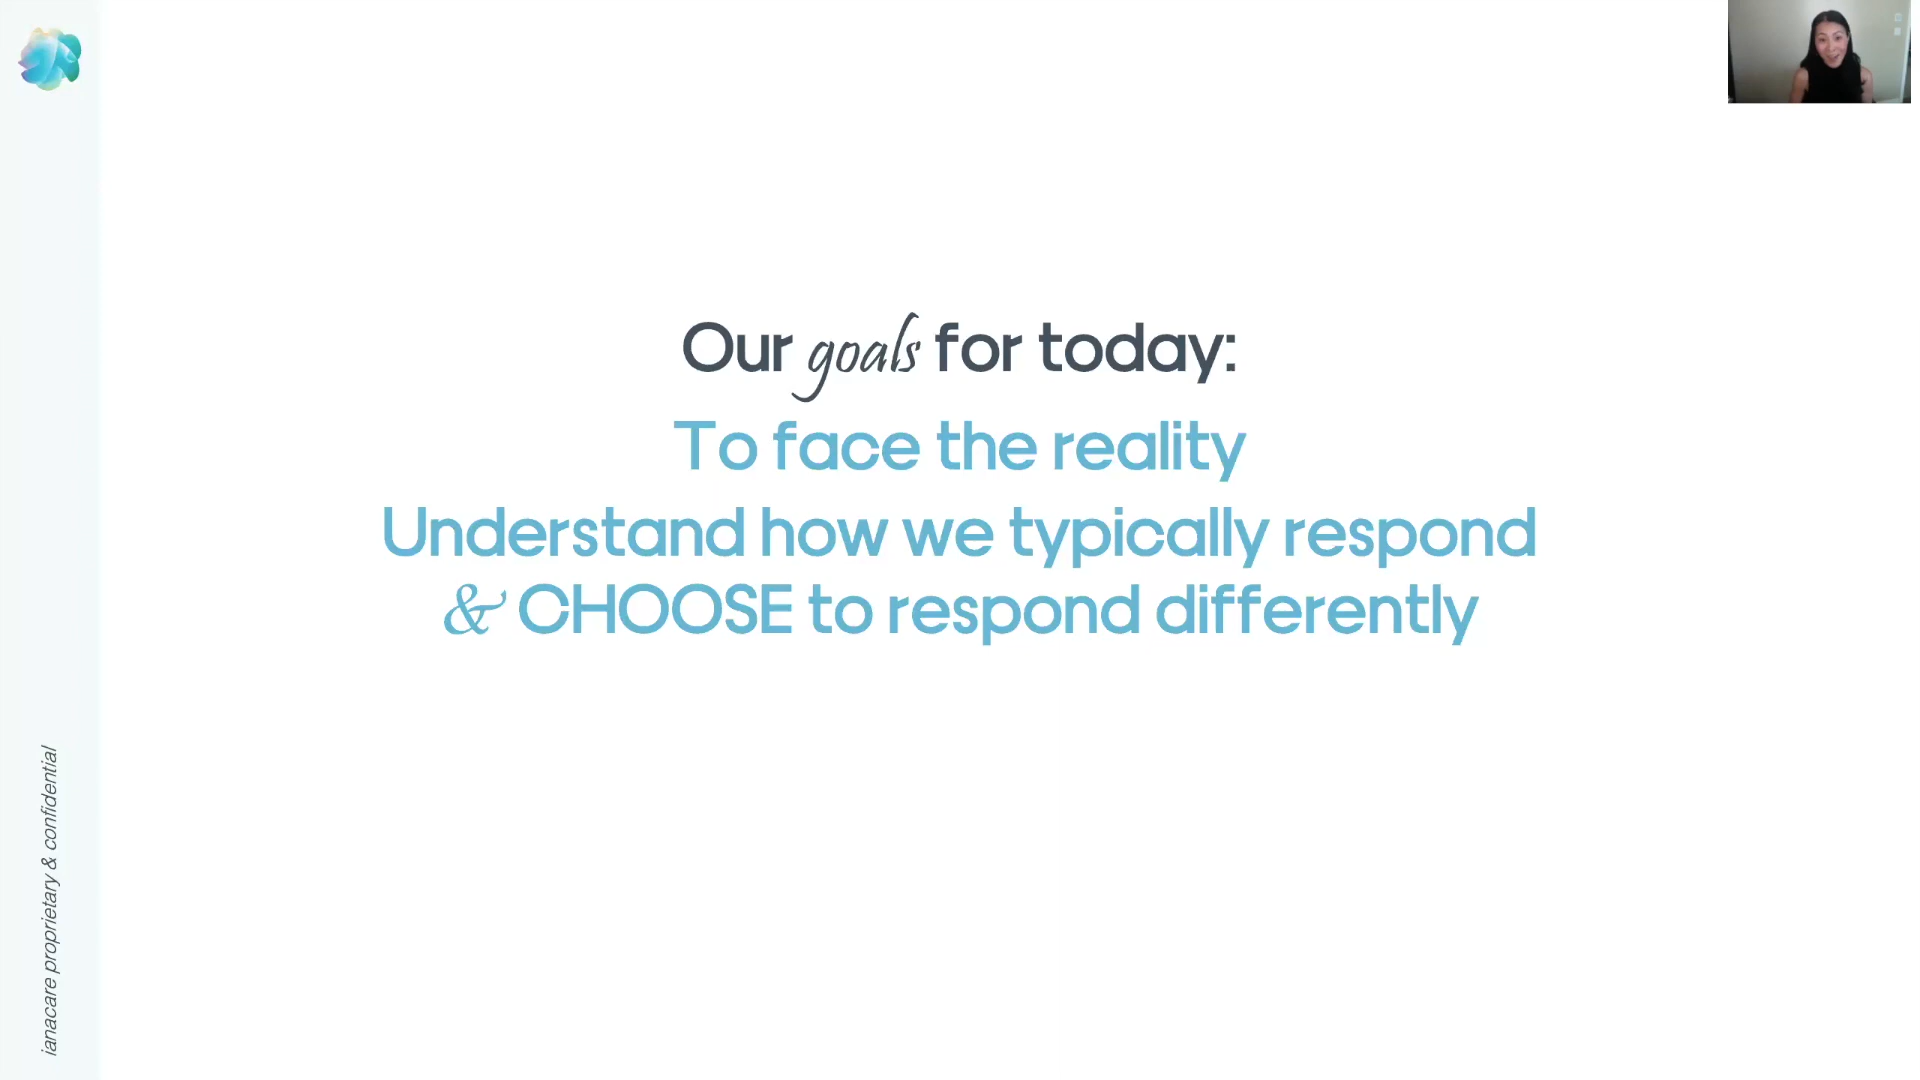 Our goals for today:
To face the reality
Understand how we typically respond
& CHOOSE to respond differently
ianacare proprietary & confidential